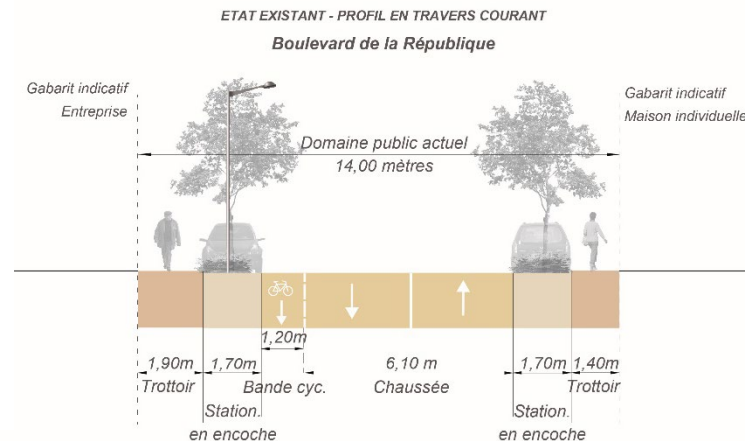 ETAT EXISTANT - PROFIL EN TRAVERS COURANT
Boulevard de la République
Gabarit indicatif
Entreprise
Gabarit indicatif
Maison individuelle
Domaine public actuel
14,00 mètres
1,20m
1,90m 1,70m 6,10 m 1,70m 1,40m
Trottoir Bande cyc. Chaussée Trottoir
Station. Station.
en encoche en encoche